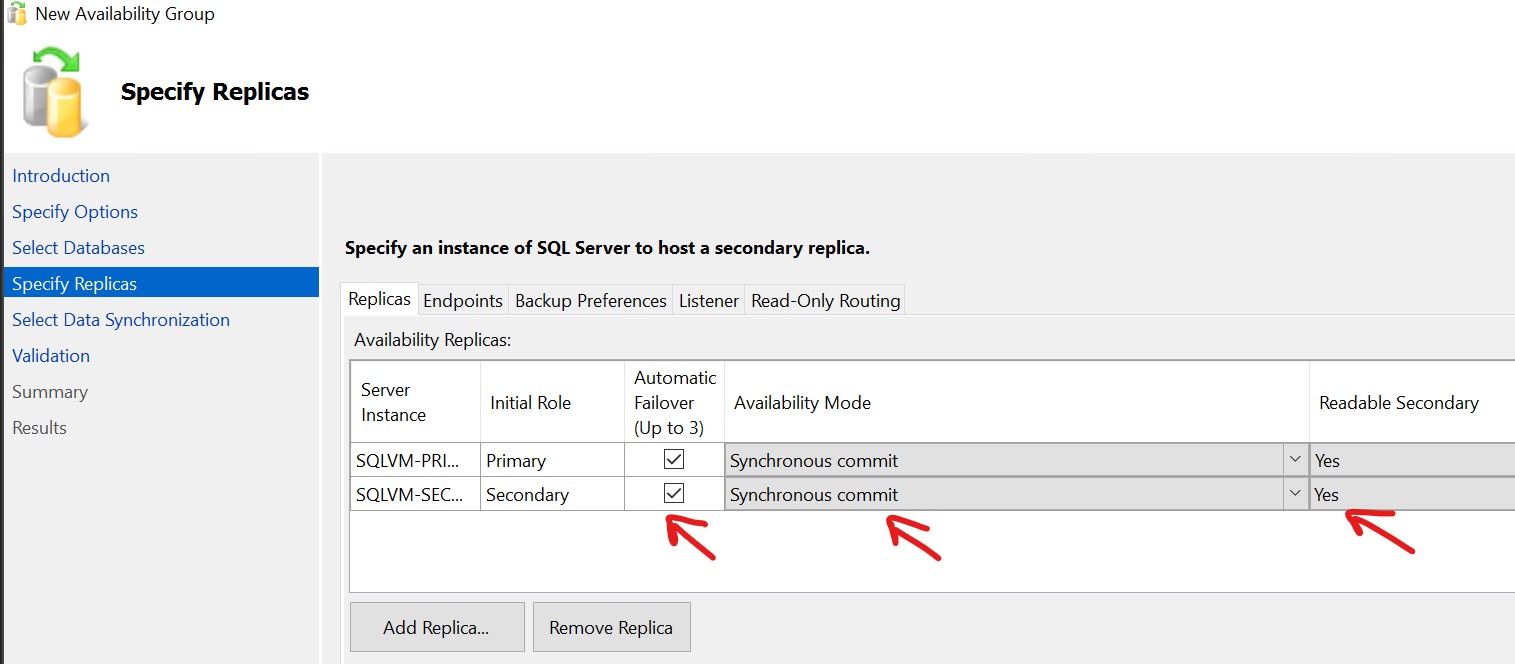 New Availability Group
Specify Replicas
Introduction
Specify Options
Select Databases
Specify Replicas
Select Data Synchronization
Validation
Summary
Results
Specify an instance of SQL Server to host a secondary replica.
Replicas Endpoints Backup Preferences Listener Read-Only Routing
Availability Replicas:
Server Instance Initial Role Automatic Failover (Up to 3) Availability Mode Readable Secondary
SQLVM-PRI... Primary Synchronous commit Yes
SQLVM-SEC... Secondary Synchronous commit Yes
Add Replica... Remove Replica